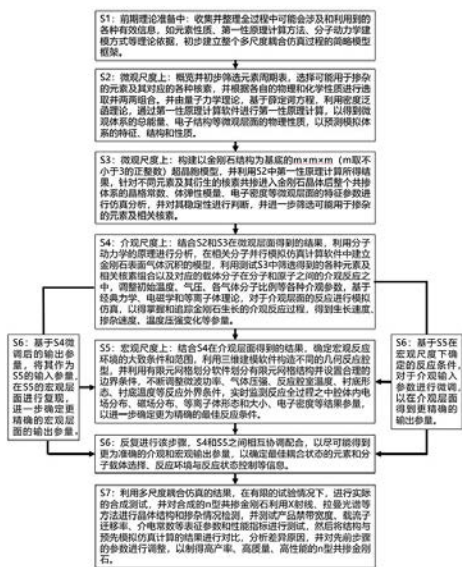 S1：前期理论准备中：收集并整理全过程中可能会涉及和利用到的
各种有效信息，如元素性质、第一性原理计算方法、分子动力学建
模方式等理论依据，初步建立整个多尺度耦合仿真过程的简略模型
框架。
S2：微观尺度上：概览并初步筛选元素周期表，选择可能用于掺杂
的元素及其对应的各种核素，并根据各自的物理和化学性质进行选
取并两两组合。并由量子力学理论，基于薛定谔方程，利用密度泛
函理论，通过第一性原理计算软件进行第一性原理计算，以得到微
观体系的总能量、电子结构等微观层面的物理性质，以预测模拟体
系的特征、结构和性质。
S3：微观尺度上：构建以金刚石结构为基底的m×m×m（m取不
小于3的正整数）超晶胞模型，并利用S2中第一性原理计算所得结
果，针对不同元素及其衍生的核素共掺进入金刚石晶体后整个共掺
体系的晶格常数、体弹性模量、电子密度等微观层面的特征参数进
行仿真分析，并对其稳定性进行判断，并进一步筛选可能用于掺杂
的元素及相关核素。
S4：介观尺度上：结合S2和S3在微观层面得到的结果，利用分子
动力学的原理进行分析，在相关分子并行模拟仿真计算软件中建立
金刚石表面气体沉积的模型，利用测试S3中筛选得到的各种元素及
相关核素组合以及对应的载体分子在分子和原子之间的介观反应之
中，调整初始温度、气压、各气体分子比例等各种介观参数，基于
经典力学、电磁学和等离子体理论，对于介观层面的反应进行模拟
仿真，以得掌握和追踪金刚石生长的介观反应过程，得到生长速度、
掺杂速度、温度压强变化等参量。
S6：基于S4微
调后的输出参
量，将其作为
S5的输入参量，
在S5的宏观层
面进行复现，
进一步确定更
精确的宏观层
面的输出参量。
S5：宏观尺度上：结合S4在介观层面得到的结果，确定宏观反应
环境的大致条件和范围，利用三维建模软件构造不同的几何反应腔
型，并利用有限元网格划分软件划分有限元网格并设置合理的
边界条件，不断调整微波功率、气体压强、反应腔室温度、衬底形
态、衬底温度等反应外界条件，实时监测反应全过程之中腔体内电
场分布、磁场分布、等离子体形态和大小、电子密度等结果参量，
以进一步确定更为精确的最佳反应条件。
S6：基于S5在
宏观尺度下确
定的反应条件，
对于介观输入
参量进行微调，
以在介观层面
得到更精确的
输出参量。
S6：反复进行该步骤，S4和S5之间相互协调配合，以尽可能得到
更为准确的介观和宏观输出参量，以确定最佳耦合状态的元素和分
子载体选择、反应环境与反应状态控制等信息。
S7：利用多尺度耦合仿真的结果，在有限的试验情况下，进行实际
的合成测试，并对合成的n型共掺金刚石利用X射线、拉曼光谱等
方法进行晶体结构和掺杂情况检测，并测试产品禁带宽度、载流子
迁移率、介电常数等表征参数和性能指标进行测试，然后将结构与
预先模拟仿真计算的结果进行对比，分析差异原因，并对先前步骤
的参数进行调整，以制得高产率、高质量、高性能的n型共掺金刚
石。